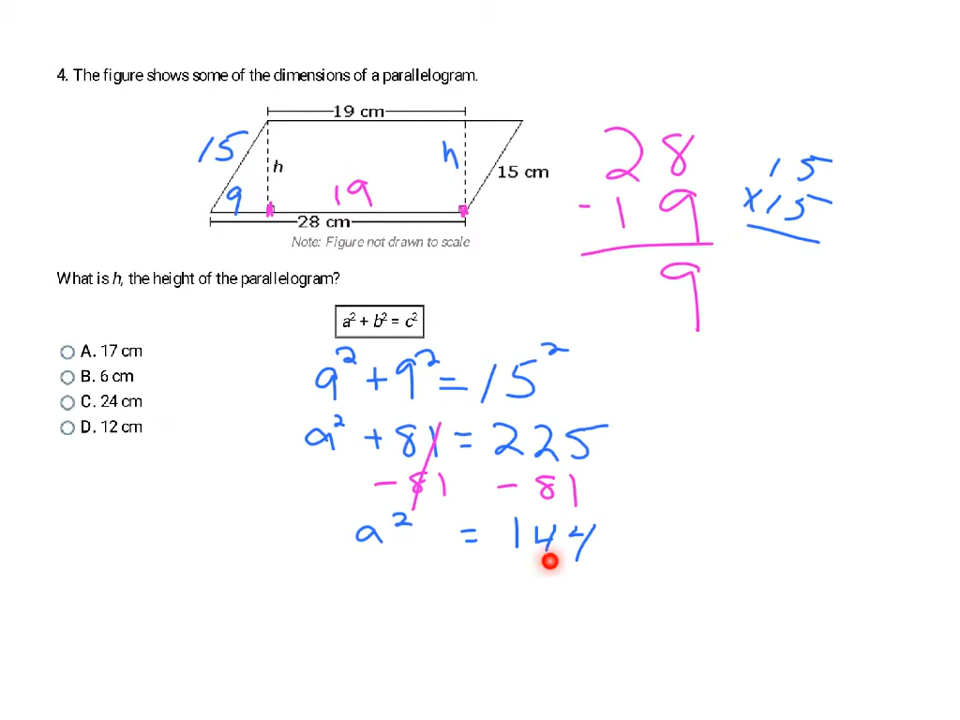 4. The figure shows some of the dimensions of a parallelogram.
19 cm
15
h
h
15 cm
9
19
28 cm
Note: Figure not drawn to scale
28
- 19
9
15
x15
What is h, the height of the parallelogram?
a² + b² = c²
A. 17 cm
B. 6 cm
C. 24 cm
D. 12 cm
a² + 9² = 15²
a² + 81 = 225
- 81 - 81
a² = 144